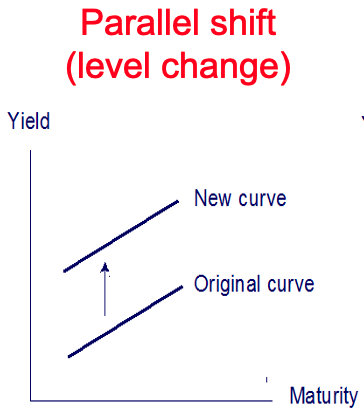 Parallel shift
(level change)
Yield
New curve
Original curve
Maturity